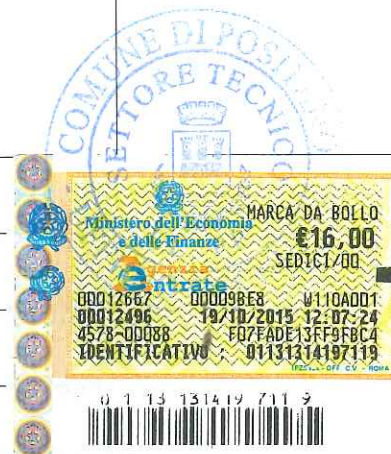 COMUNE DI POSI
SETTORE TECNICO
Ministero dell'Economia
e delle Finanze
MARCA DA BOLLO
€16,00
SEDICI/00
Agenzia
Entrate
00012667 00009BE8 W110A001
00012496 19/10/2015 12:07:24
4578-00088 F07FADE13FF9FBC4
IDENTIFICATIVO : 01131314197119
OFF. C.V. - ROMA
0 1 13 131419 711 9